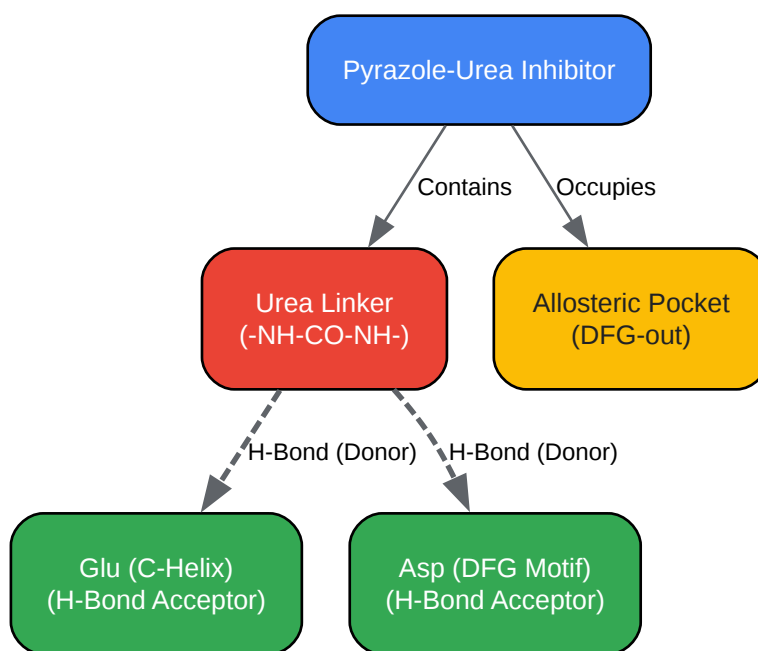 Pyrazole-Urea Inhibitor
Contains
Occupies
Urea Linker
(-NH-CO-NH-)
Allosteric Pocket
(DFG-out)
H-Bond (Donor)
H-Bond (Donor)
Glu (C-Helix)
(H-Bond Acceptor)
Asp (DFG Motif)
(H-Bond Acceptor)